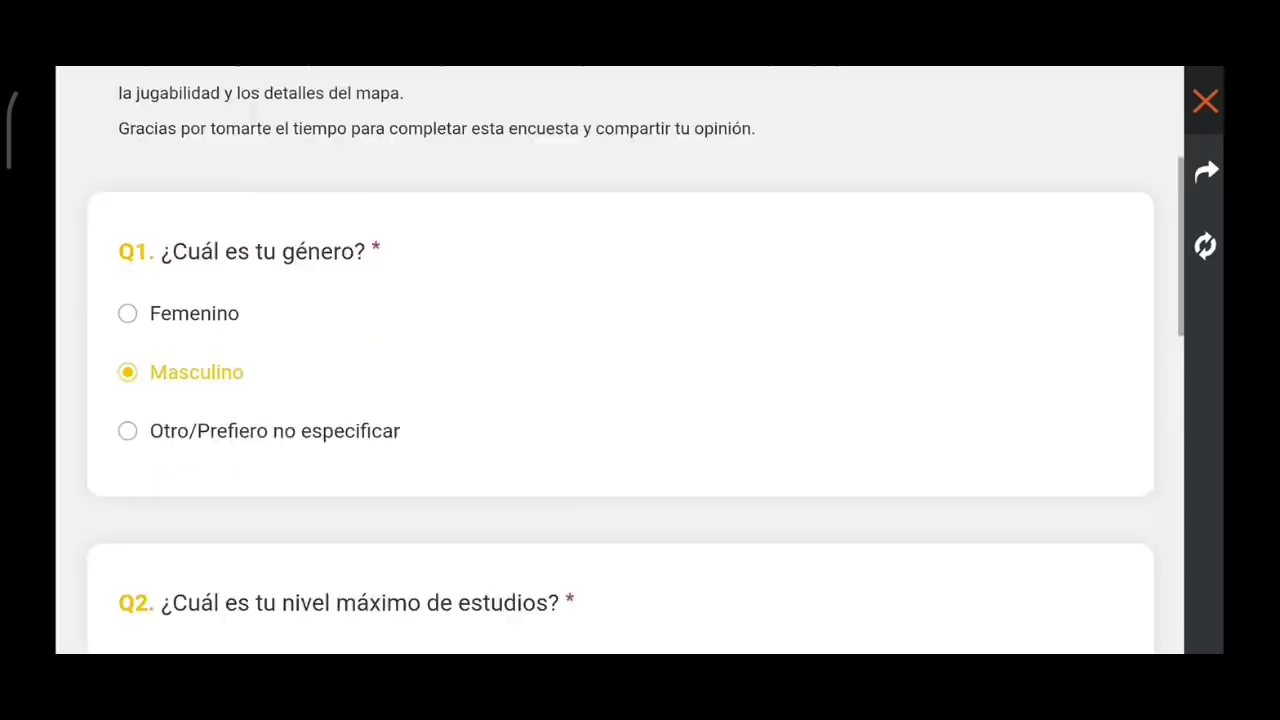 la jugabilidad y los detalles del mapa.
Gracias por tomarte el tiempo para completar esta encuesta y compartir tu opinión.
Q1. ¿Cuál es tu género? *
Femenino
Masculino
Otro/Prefiero no especificar
Q2. ¿Cuál es tu nivel máximo de estudios? *